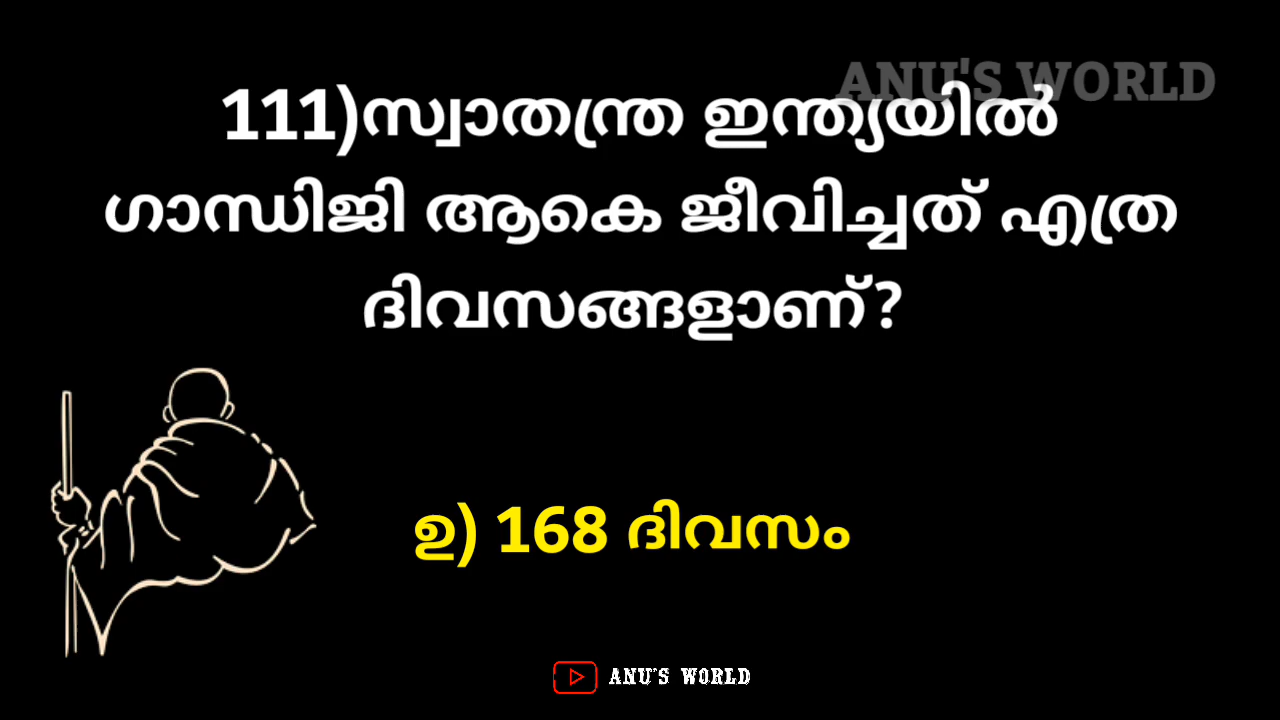 ANU'S WORLD
111)സ്വാതന്ത്ര ഇന്ത്യയിൽ
ഗാന്ധിജി ആകെ ജീവിച്ചത് എത്ര
ദിവസങ്ങളാണ്?
ഉ) 168 ദിവസം
ANU'S WORLD